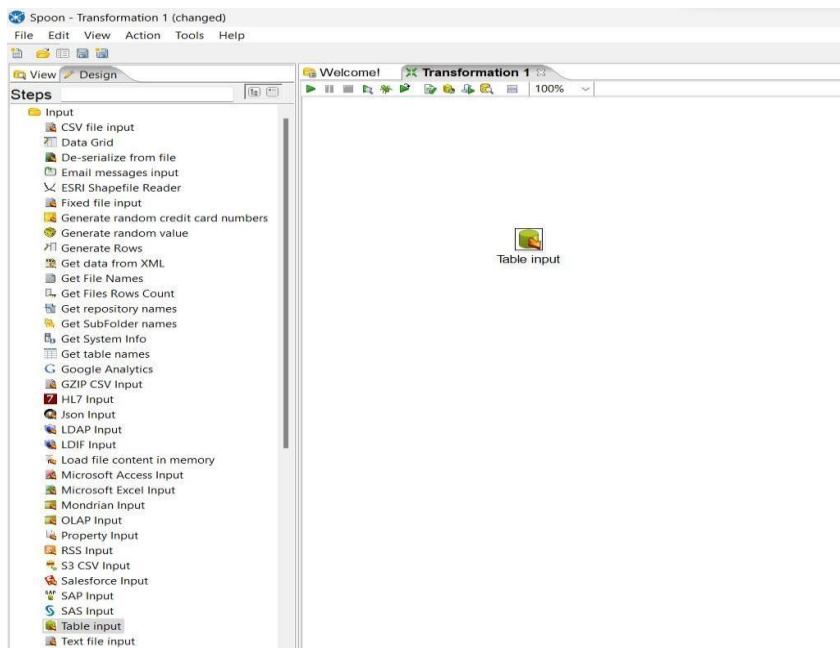 Spoon - Transformation 1 (changed)
File Edit View Action Tools Help
View Design
Welcome! Transformation 1
Steps
100%
Input
CSV file input
Data Grid
De-serialize from file
Email messages input
ESRI Shapefile Reader
Fixed file input
Generate random credit card numbers
Generate random value
Generate Rows
Get data from XML
Get File Names
Get Files Rows Count
Get repository names
Get SubFolder names
Get System Info
Get table names
Google Analytics
GZIP CSV Input
HL7 Input
Json Input
LDAP Input
LDIF Input
Load file content in memory
Microsoft Access Input
Microsoft Excel Input
Mondrian Input
OLAP Input
Property Input
RSS Input
S3 CSV Input
Salesforce Input
SAP Input
SAS Input
Table input
Text file input
Table input